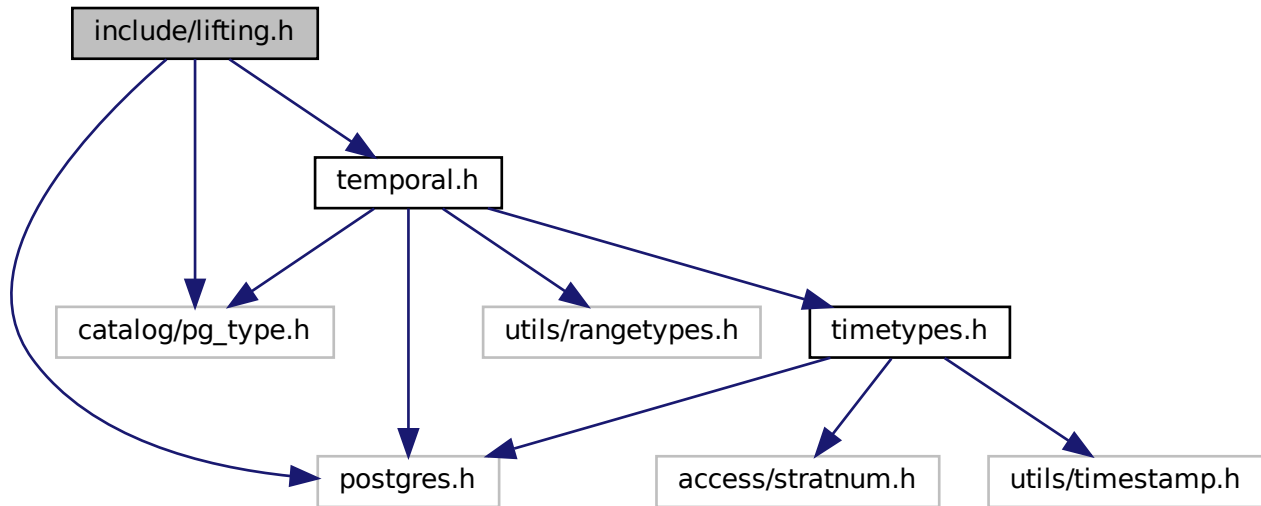 include/lifting.h
temporal.h
catalog/pg_type.h
utils/rangetypes.h
timetypes.h
postgres.h
access/stratnum.h
utils/timestamp.h